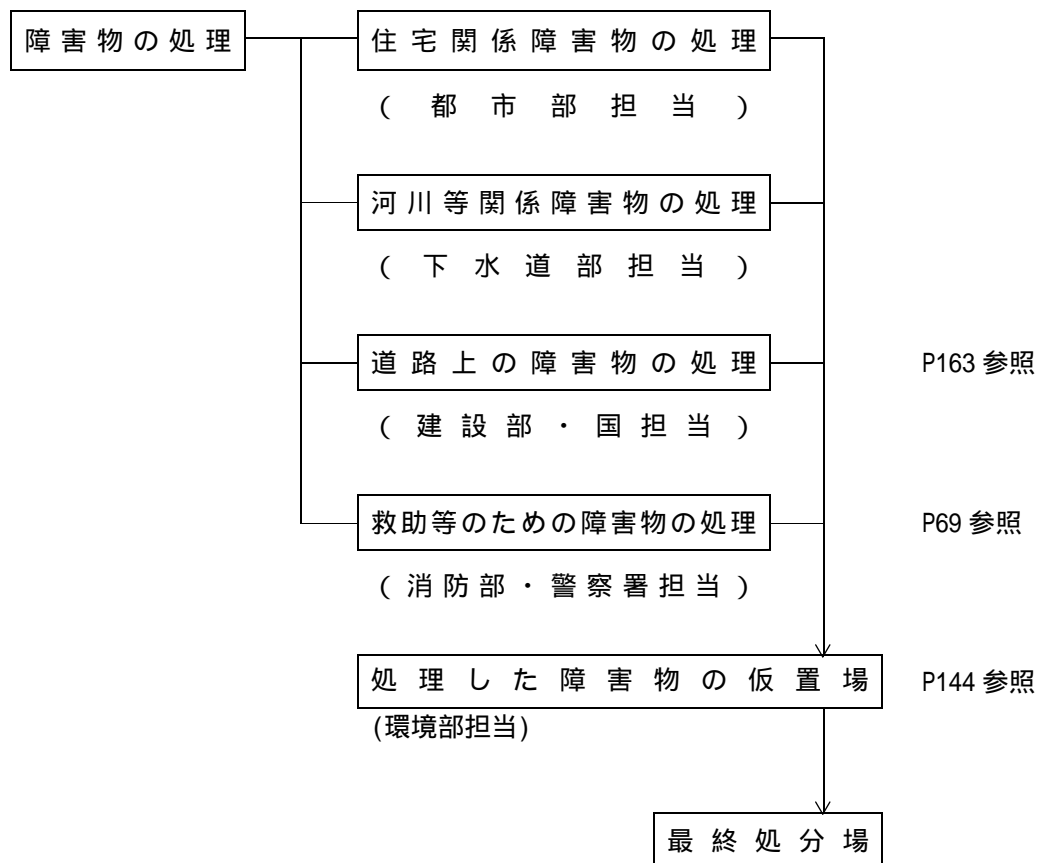 障害物の処理
住宅関係障害物の処理
(都市部担当)
河川等関係障害物の処理
(下水道部担当)
道路上の障害物の処理 P163 参照
(建設部・国担当)
救助等のための障害物の処理 P69 参照
(消防部・警察署担当)
処理した障害物の仮置場 P144 参照
(環境部担当)
最終処分場